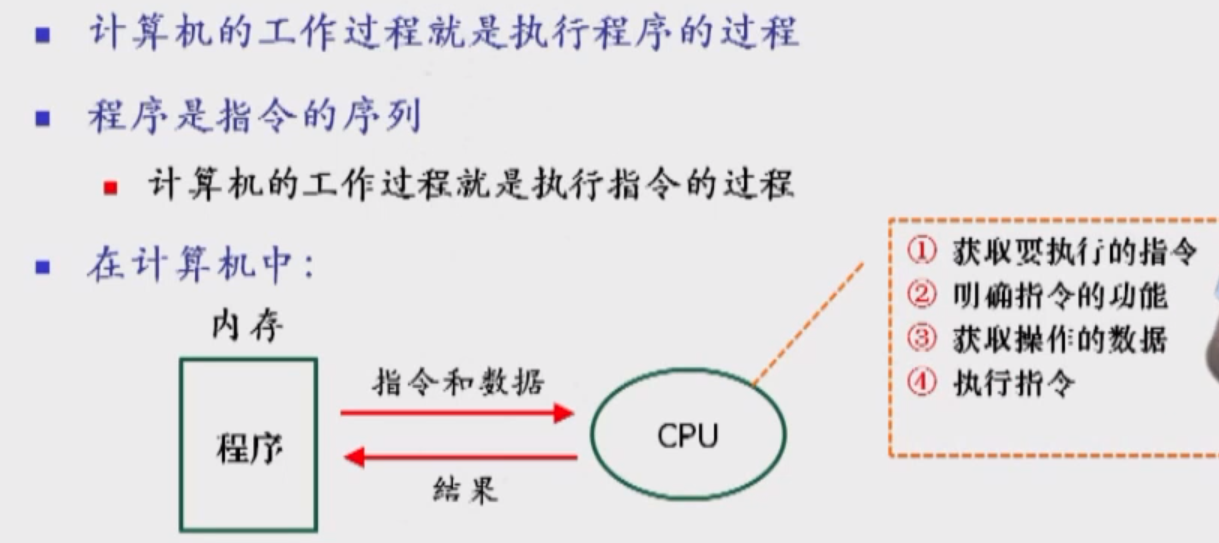 计算机的工作过程就是执行程序的过程
程序是指令的序列
计算机的工作过程就是执行指令的过程
在计算机中：
内存
程序
指令和数据
结果
CPU
① 获取要执行的指令
② 明确指令的功能
③ 获取操作的数据
④ 执行指令